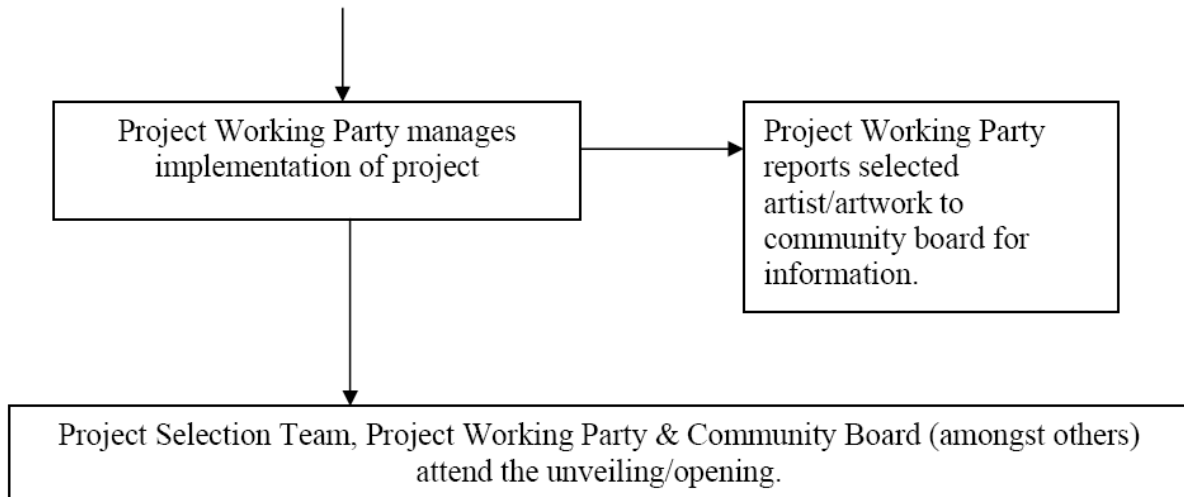 Project Working Party manages
implementation of project
Project Working Party
reports selected
artist/artwork to
community board for
information.
Project Selection Team, Project Working Party & Community Board (amongst others)
attend the unveiling/opening.